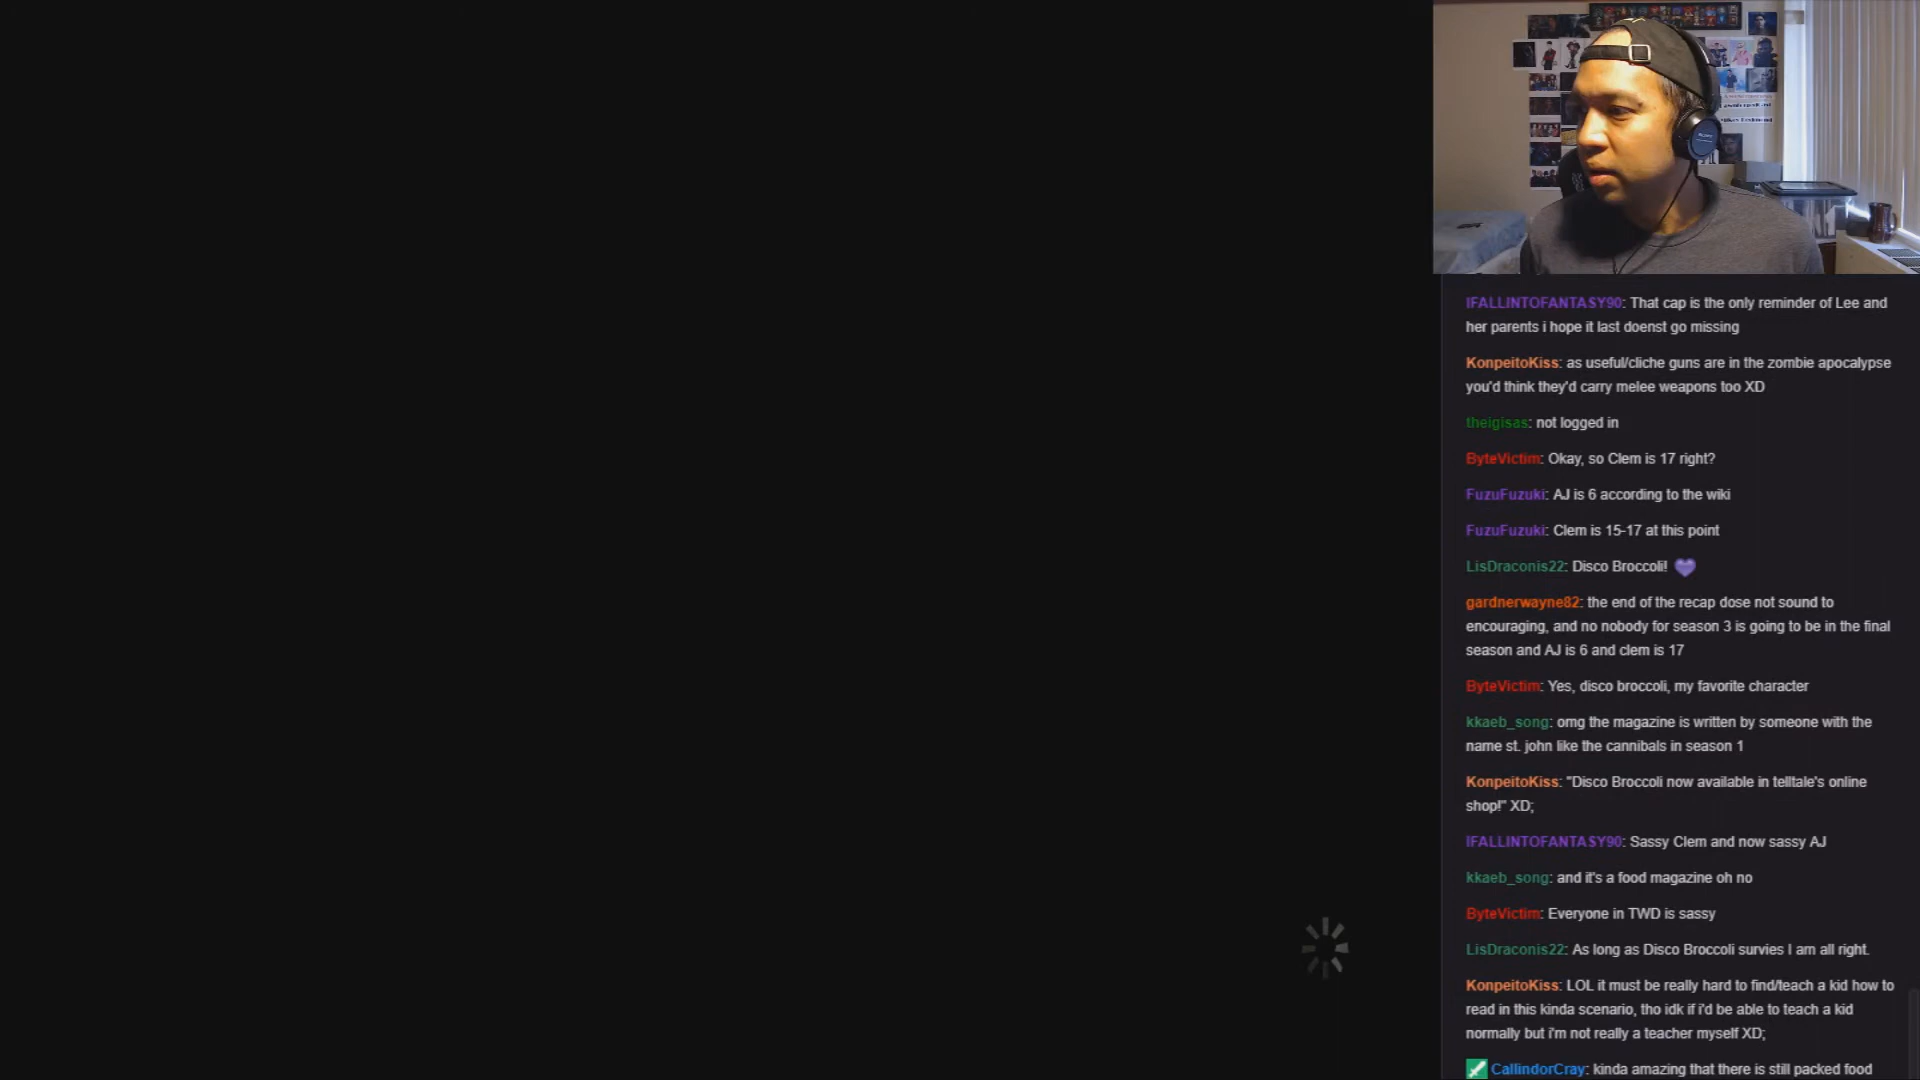 IFALLINTOFANTASY90: That cap is the only reminder of Lee and
her parents i hope it last doenst go missing
KonpeitoKiss: as useful/cliche guns are in the zombie apocalypse
you'd think they'd carry melee weapons too XD
theigisas: not logged in
ByteVictim: Okay, so Clem is 17 right?
FuzuFuzuki: AJ is 6 according to the wiki
FuzuFuzuki: Clem is 15-17 at this point
LisDraconis22: Disco Broccoli!
gardnerwayne82: the end of the recap dose not sound to
encouraging, and no nobody for season 3 is going to be in the final
season and AJ is 6 and clem is 17
ByteVictim: Yes, disco broccoli, my favorite character
kkaeb_song: omg the magazine is written by someone with the
name st. john like the cannibals in season 1
KonpeitoKiss: "Disco Broccoli now available in telltale's online
shop!" XD;
IFALLINTOFANTASY90: Sassy Clem and now sassy AJ
kkaeb_song: and it's a food magazine oh no
ByteVictim: Everyone in TWD is sassy
LisDraconis22: As long as Disco Broccoli survies I am all right.
KonpeitoKiss: LOL it must be really hard to find/teach a kid how to
read in this kinda scenario, tho idk if i'd be able to teach a kid
normally but i'm not really a teacher myself XD;
CallindorCray: kinda amazing that there is still packed food